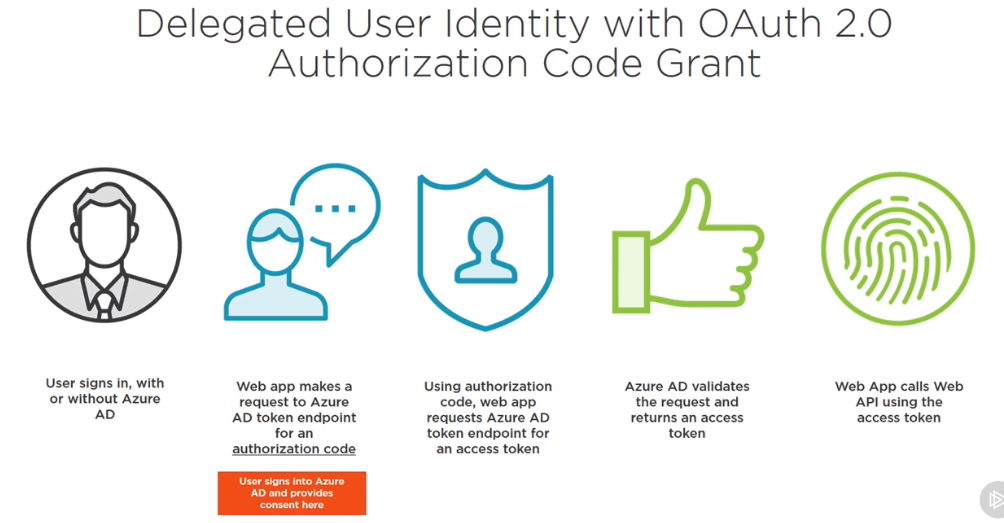 Delegated User Identity with OAuth 2.0
Authorization Code Grant
User signs in, with
or without Azure
AD
Web app makes a
request to Azure
AD token endpoint
for an
authorization code
User signs into Azure
AD and provides
consent here
Using authorization
code, web app
requests Azure AD
token endpoint for
an access token
Azure AD validates
the request and
returns an access
token
Web App calls Web
API using the
access token